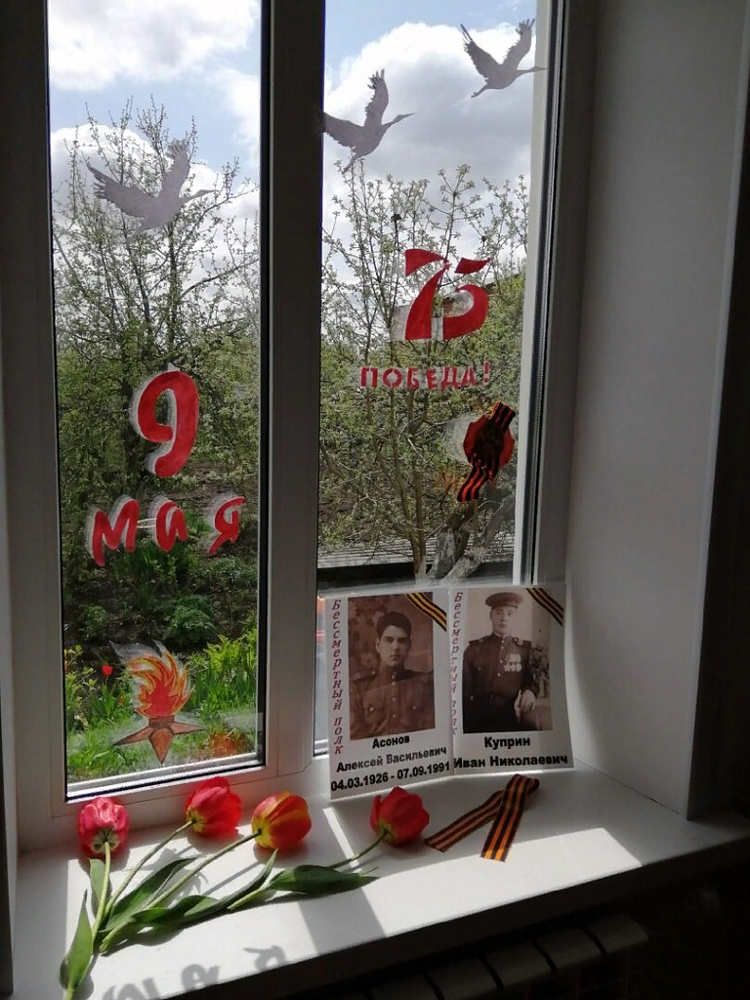 9
мая
75
ПОБЕДА!
Бессмертный полк
Асонов
Алексей Васильевич
04.03.1926 - 07.09.1991
Бессмертный полк
Куприн
Иван Николаевич